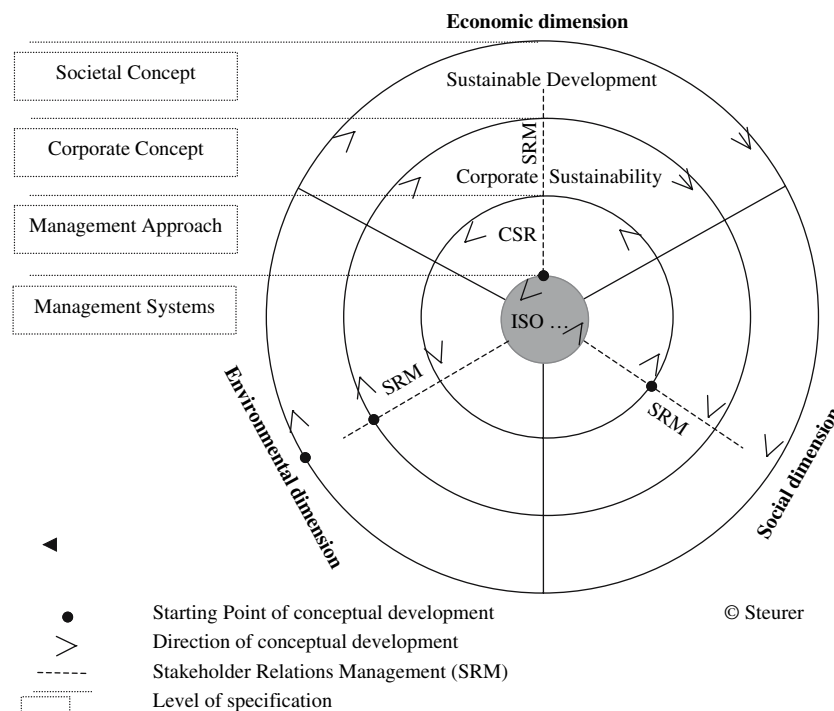 Economic dimension
Societal Concept
Sustainable Development
SRM
Corporate Concept
Corporate Sustainability
Management Approach
CSR
Management Systems
ISO …
SRM
SRM
Environmental dimension
Social dimension
Starting Point of conceptual development
© Steurer
Direction of conceptual development
Stakeholder Relations Management (SRM)
Level of specification